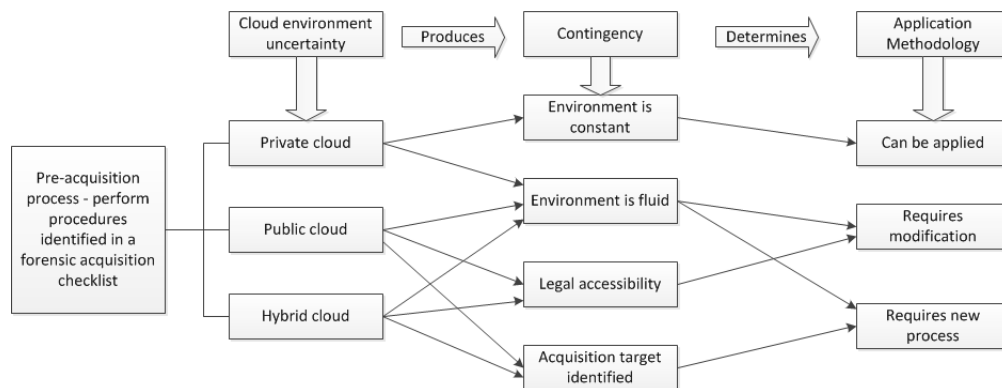 Cloud environment
uncertainty
Produces
Contingency
Determines
Application
Methodology
Pre-acquisition
process - perform
procedures
identified in a
forensic acquisition
checklist
Private cloud
Public cloud
Hybrid cloud
Environment is
constant
Environment is fluid
Legal accessibility
Acquisition target
identified
Can be applied
Requires
modification
Requires new
process